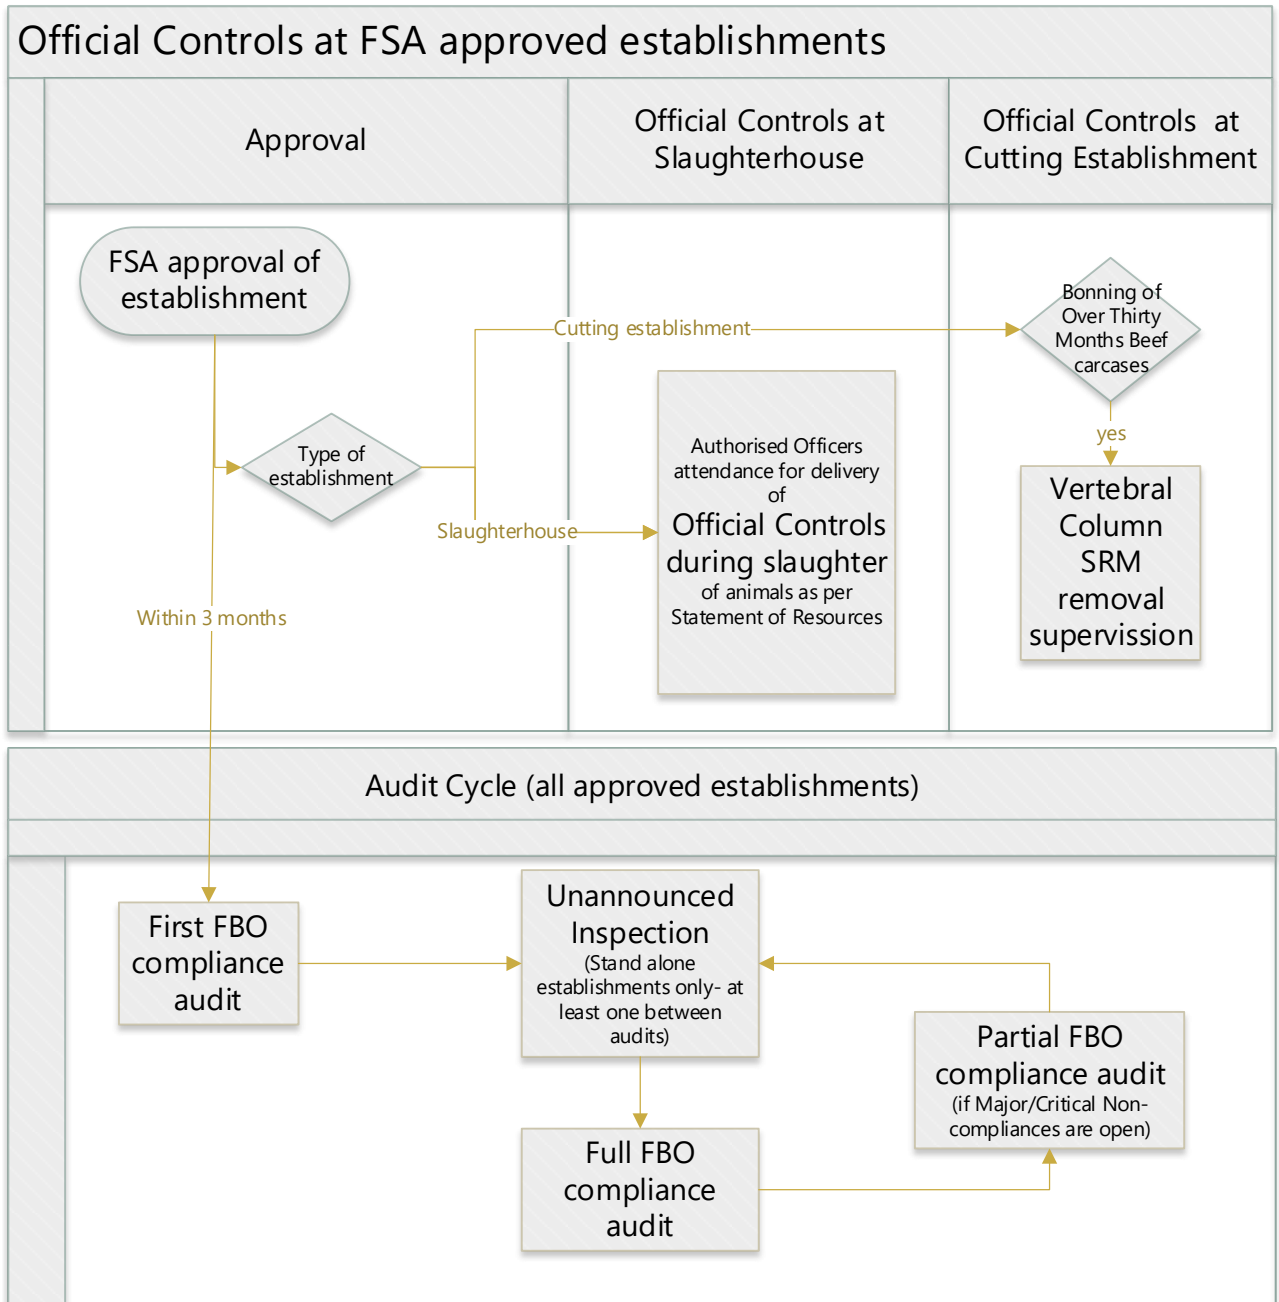 Official Controls at FSA approved establishments
Approval
Official Controls at
Slaughterhouse
Official Controls at
Cutting Establishment
FSA approval of
establishment
Type of
establishment
Cutting establishment
Slaughterhouse
Within 3 months
Authorised Officers
attendance for delivery
of
Official Controls
during slaughter
of animals as per
Statement of Resources
Bonning of
Over Thirty
Months Beef
carcases
yes
Vertebral
Column
SRM
removal
supervission
Audit Cycle (all approved establishments)
First FBO
compliance
audit
Unannounced
Inspection
(Stand alone
establishments only- at
least one between
audits)
Full FBO
compliance
audit
Partial FBO
compliance audit
(if Major/Critical Non-
compliances are open)